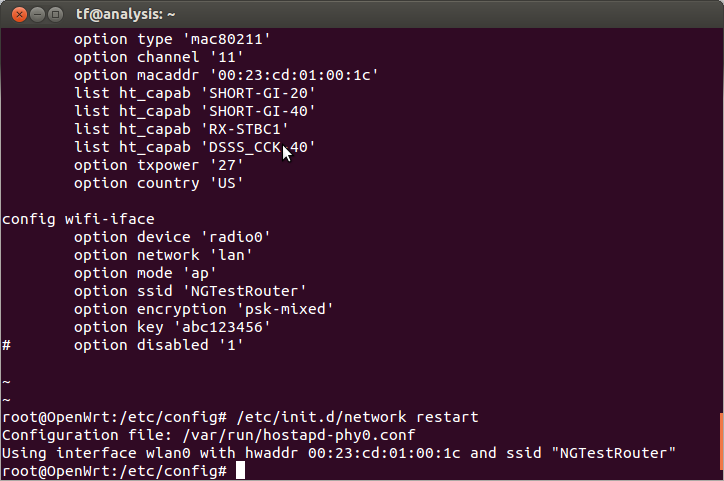 tf@analysis: ~
option type 'mac80211'
option channel '11'
option macaddr '00:23:cd:01:00:1c'
list ht_capab 'SHORT-GI-20'
list ht_capab 'SHORT-GI-40'
list ht_capab 'RX-STBC1'
list ht_capab 'DSSS_CCK-40'
option txpower '27'
option country 'US'
config wifi-iface
option device 'radio0'
option network 'lan'
option mode 'ap'
option ssid 'NGTestRouter'
option encryption 'psk-mixed'
option key 'abc123456'
# option disabled '1'
~
~
root@OpenWrt:/etc/config# /etc/init.d/network restart
Configuration file: /var/run/hostapd-phy0.conf
Using interface wlan0 with hwaddr 00:23:cd:01:00:1c and ssid "NGTestRouter"
root@OpenWrt:/etc/config#